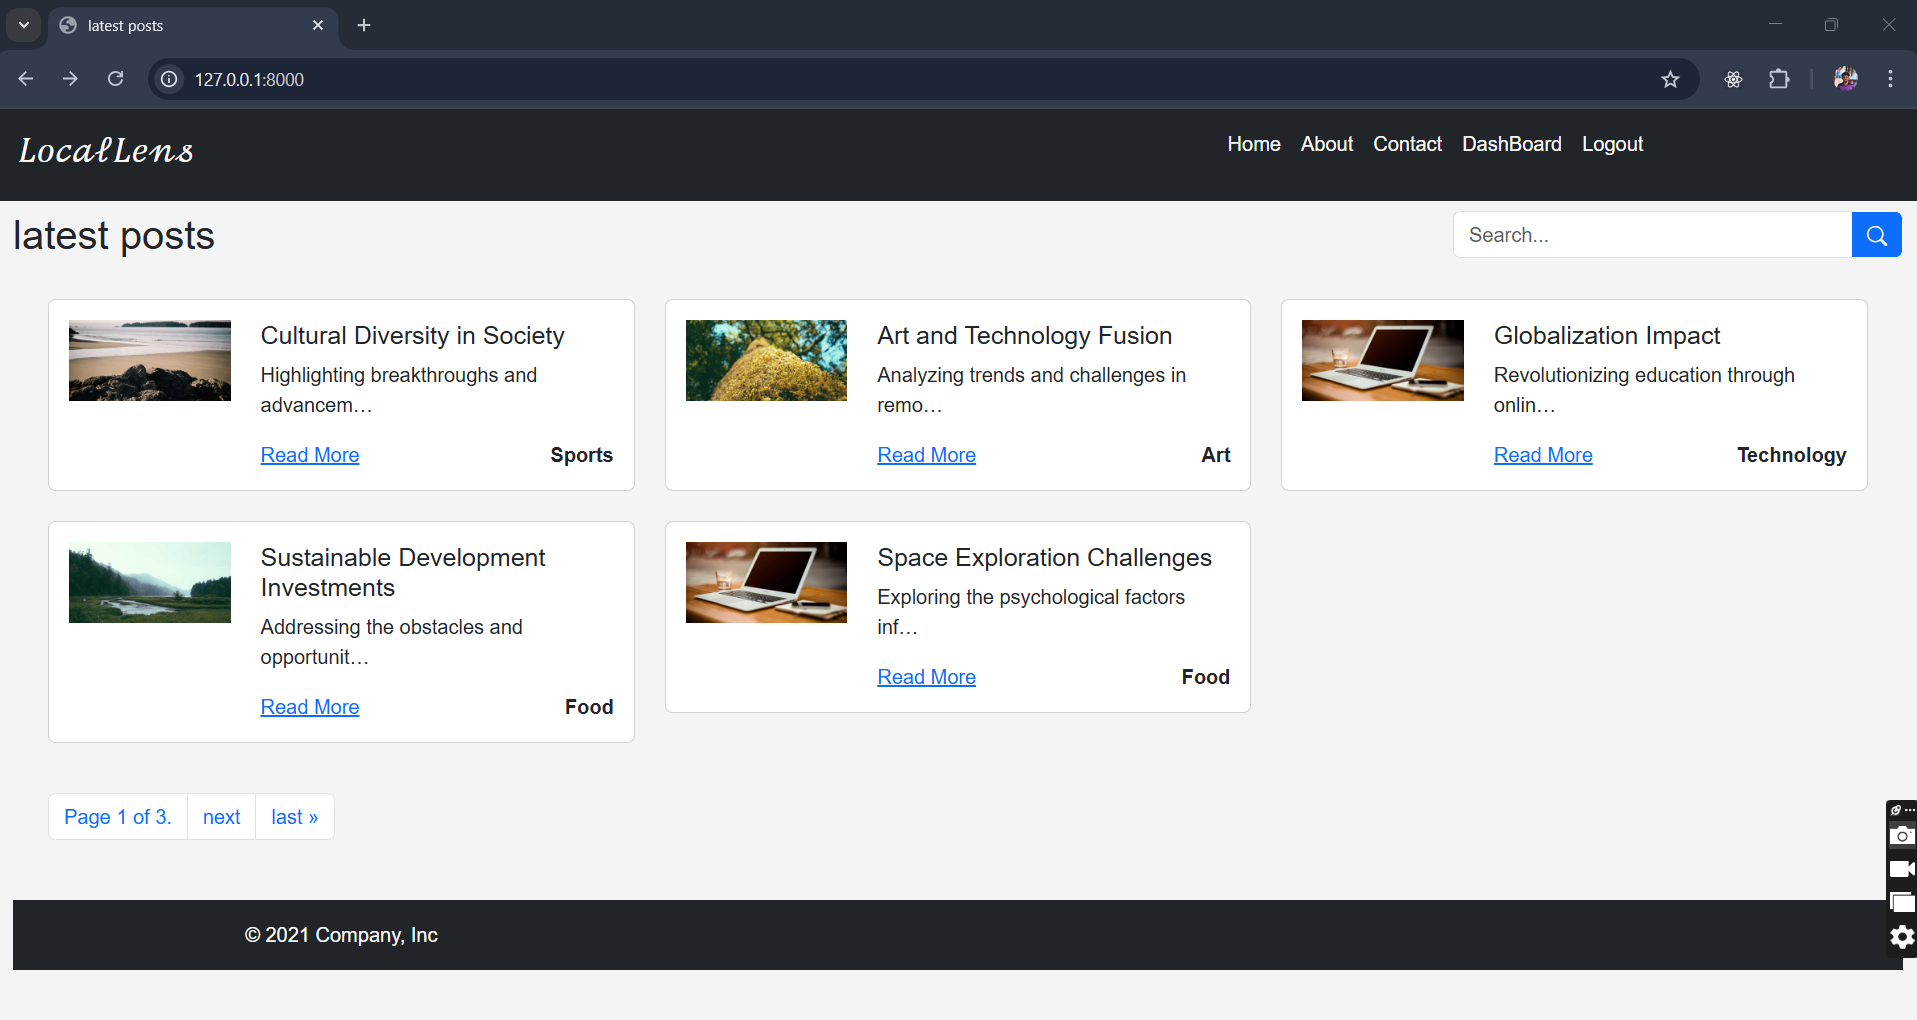 latest posts
127.0.0.1:8000
LocalLens
Home About Contact DashBoard Logout
latest posts
Search...
Cultural Diversity in Society
Highlighting breakthroughs and
advancem…
Read More Sports
Art and Technology Fusion
Analyzing trends and challenges in
remo…
Read More Art
Globalization Impact
Revolutionizing education through
onlin…
Read More Technology
Sustainable Development
Investments
Addressing the obstacles and
opportunit…
Read More Food
Space Exploration Challenges
Exploring the psychological factors
inf…
Read More Food
Page 1 of 3. next last »
© 2021 Company, Inc